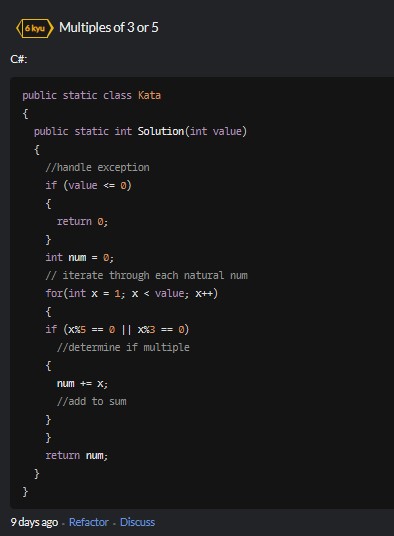 6 kyu Multiples of 3 or 5
C#:
public static class Kata
{
  public static int Solution(int value)
  {
    //handle exception
    if (value <= 0)
    {
      return 0;
    }
    int num = 0;
    // iterate through each natural num
    for(int x = 1; x < value; x++)
    {
    if (x%5 == 0 || x%3 == 0)
      //determine if multiple
    {
      num += x;
      //add to sum
    }
    }
    return num;
  }
}
9 days ago - Refactor - Discuss